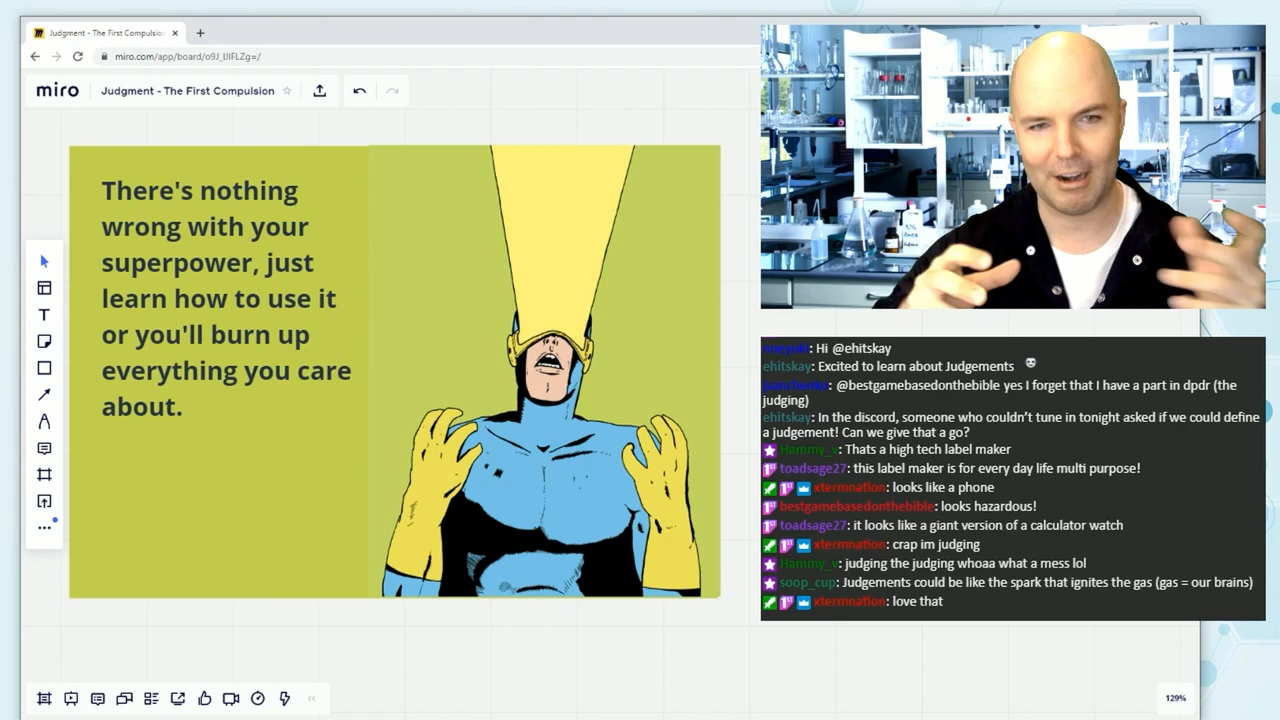 Judgment - The First Compulsion
miro.com/app/board/o9J_lJIFLZg=/
miro
Judgment - The First Compulsion
There's nothing
wrong with your
superpower, just
learn how to use it
or you'll burn up
everything you care
about.
T
: Hi @ehitskay
ehitskay: Excited to learn about Judgements
: @bestgamebasedonthebible yes I forget that I have a part in dpdr (the
judging)
ehitskay: In the discord, someone who couldn't tune in tonight asked if we could define
a judgement! Can we give that a go?
Hammy_v: Thats a high tech label maker
toadsage27: this label maker is for every day life multi purpose!
xtermnation: looks like a phone
bestgamebasedonthebible: looks hazardous!
toadsage27: it looks like a giant version of a calculator watch
xtermnation: crap im judging
Hammy_v: judging the judging whoaa what a mess lol
soop_cup: Judgements could be like the spark that ignites the gas (gas = our brains)
xtermnation: love that
129%